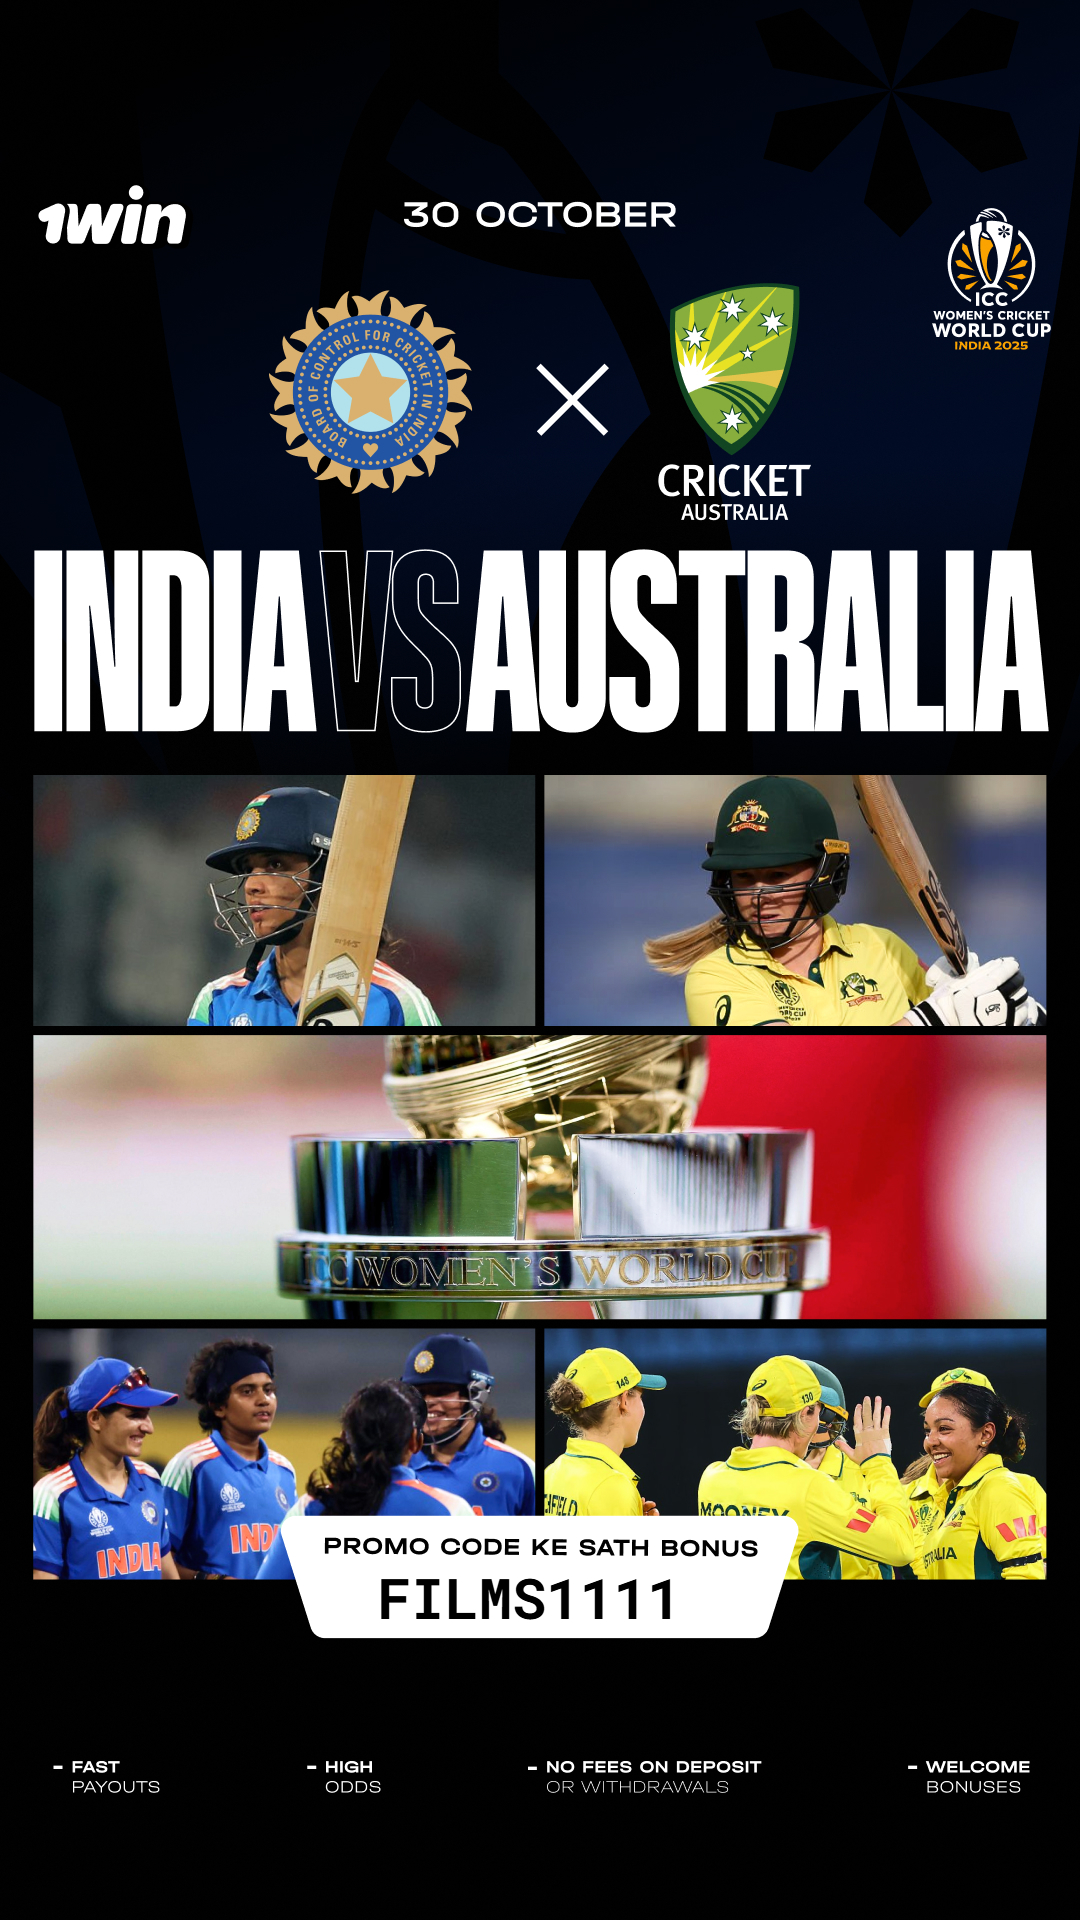 1win
30 OCTOBER
ICC
WOMEN'S CRICKET
WORLD CUP
INDIA 2025
BOARD OF CONTROL FOR CRICKET IN INDIA
CRICKET
AUSTRALIA
INDIA VS AUSTRALIA
WOMEN'S WORLD CUP
148
130
MOONEY
INDIA
PROMO CODE KE SATH BONUS
FILMS1111
- FAST
PAYOUTS
- HIGH
ODDS
- NO FEES ON DEPOSIT
OR WITHDRAWALS
- WELCOME
BONUSES